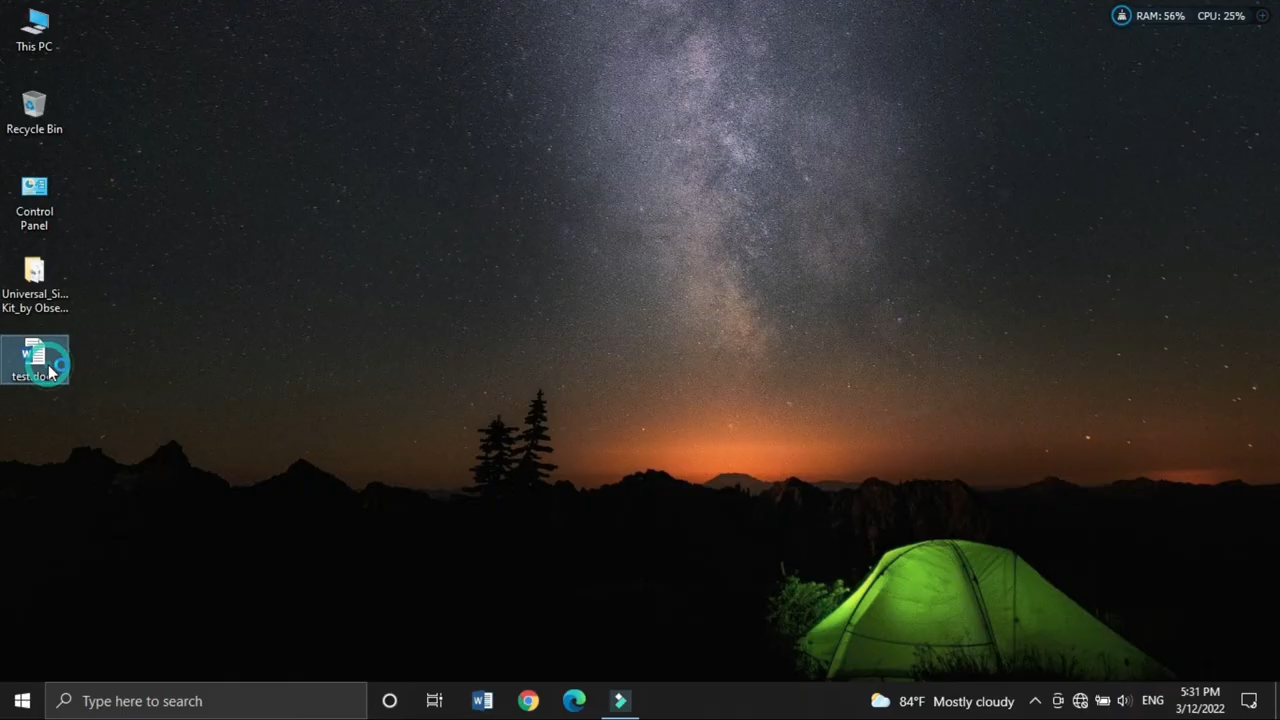 This PC
RAM: 56% CPU: 25%
Recycle Bin
Control
Panel
Universal_Si...
Kit_by Obse...
W
Type here to search
84°F Mostly cloudy
ENG
5:31 PM
3/12/2022